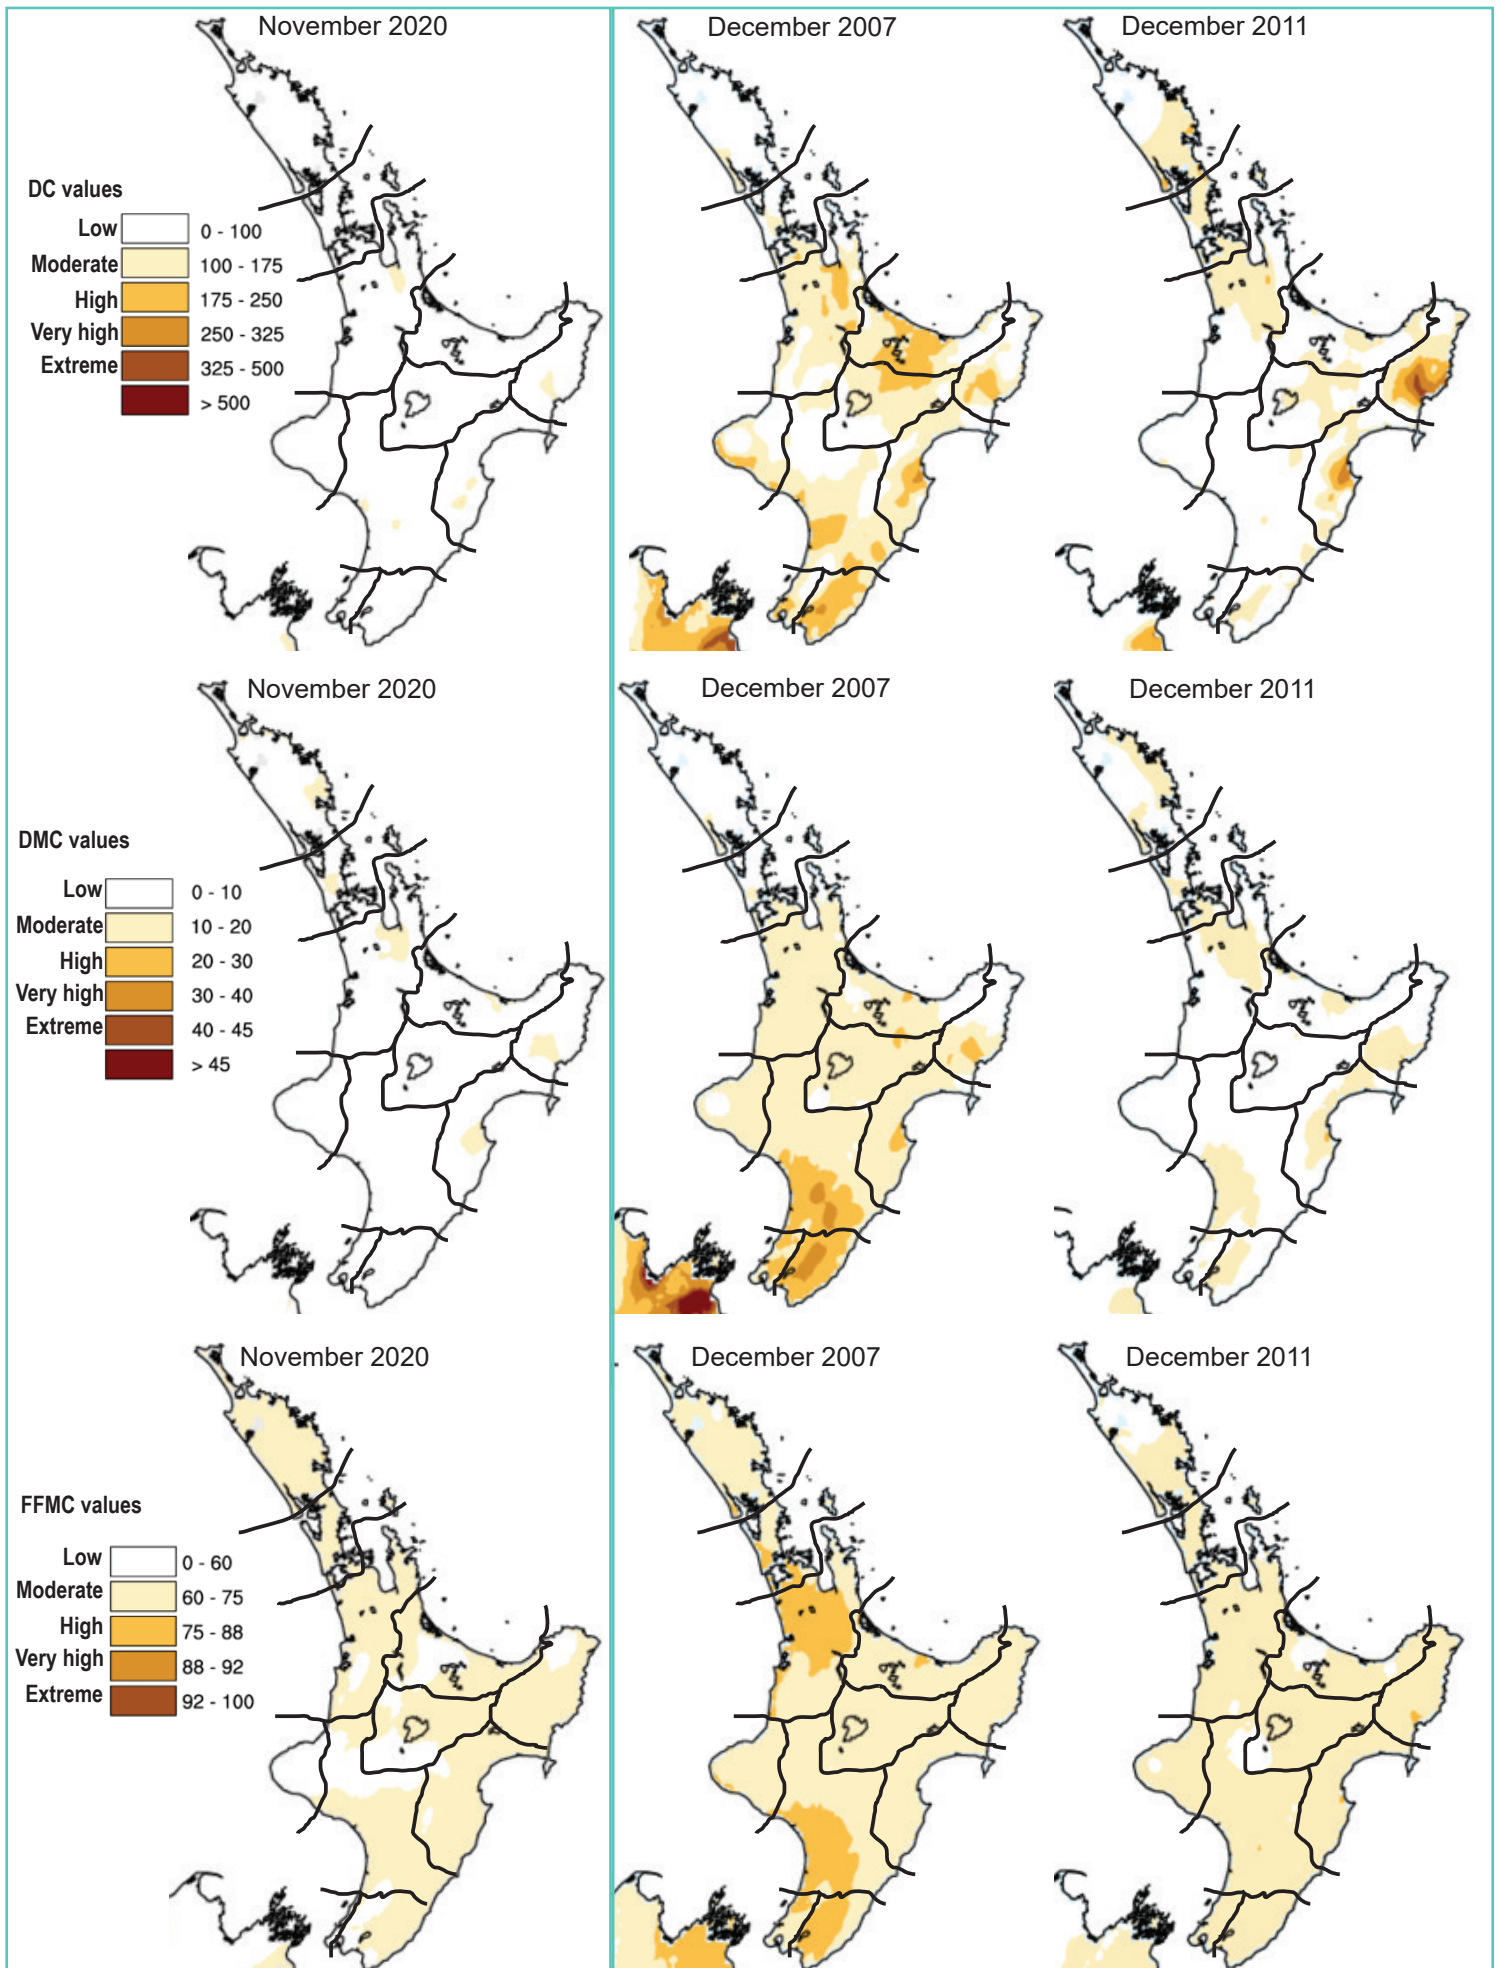 November 2020
December 2007
December 2011
DC values
Low 0 - 100
Moderate 100 - 175
High 175 - 250
Very high 250 - 325
Extreme 325 - 500
> 500
November 2020
December 2007
December 2011
DMC values
Low 0 - 10
Moderate 10 - 20
High 20 - 30
Very high 30 - 40
Extreme 40 - 45
> 45
November 2020
December 2007
December 2011
FFMC values
Low 0 - 60
Moderate 60 - 75
High 75 - 88
Very high 88 - 92
Extreme 92 - 100